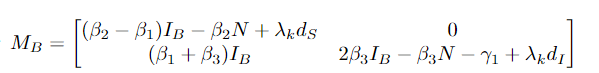 M_B = [ (β₂ − β₁)I_B − β₂N + λ_k d_S 0
(β₁ + β₃)I_B 2β₃I_B − β₃N − γ₁ + λ_k d_I ]